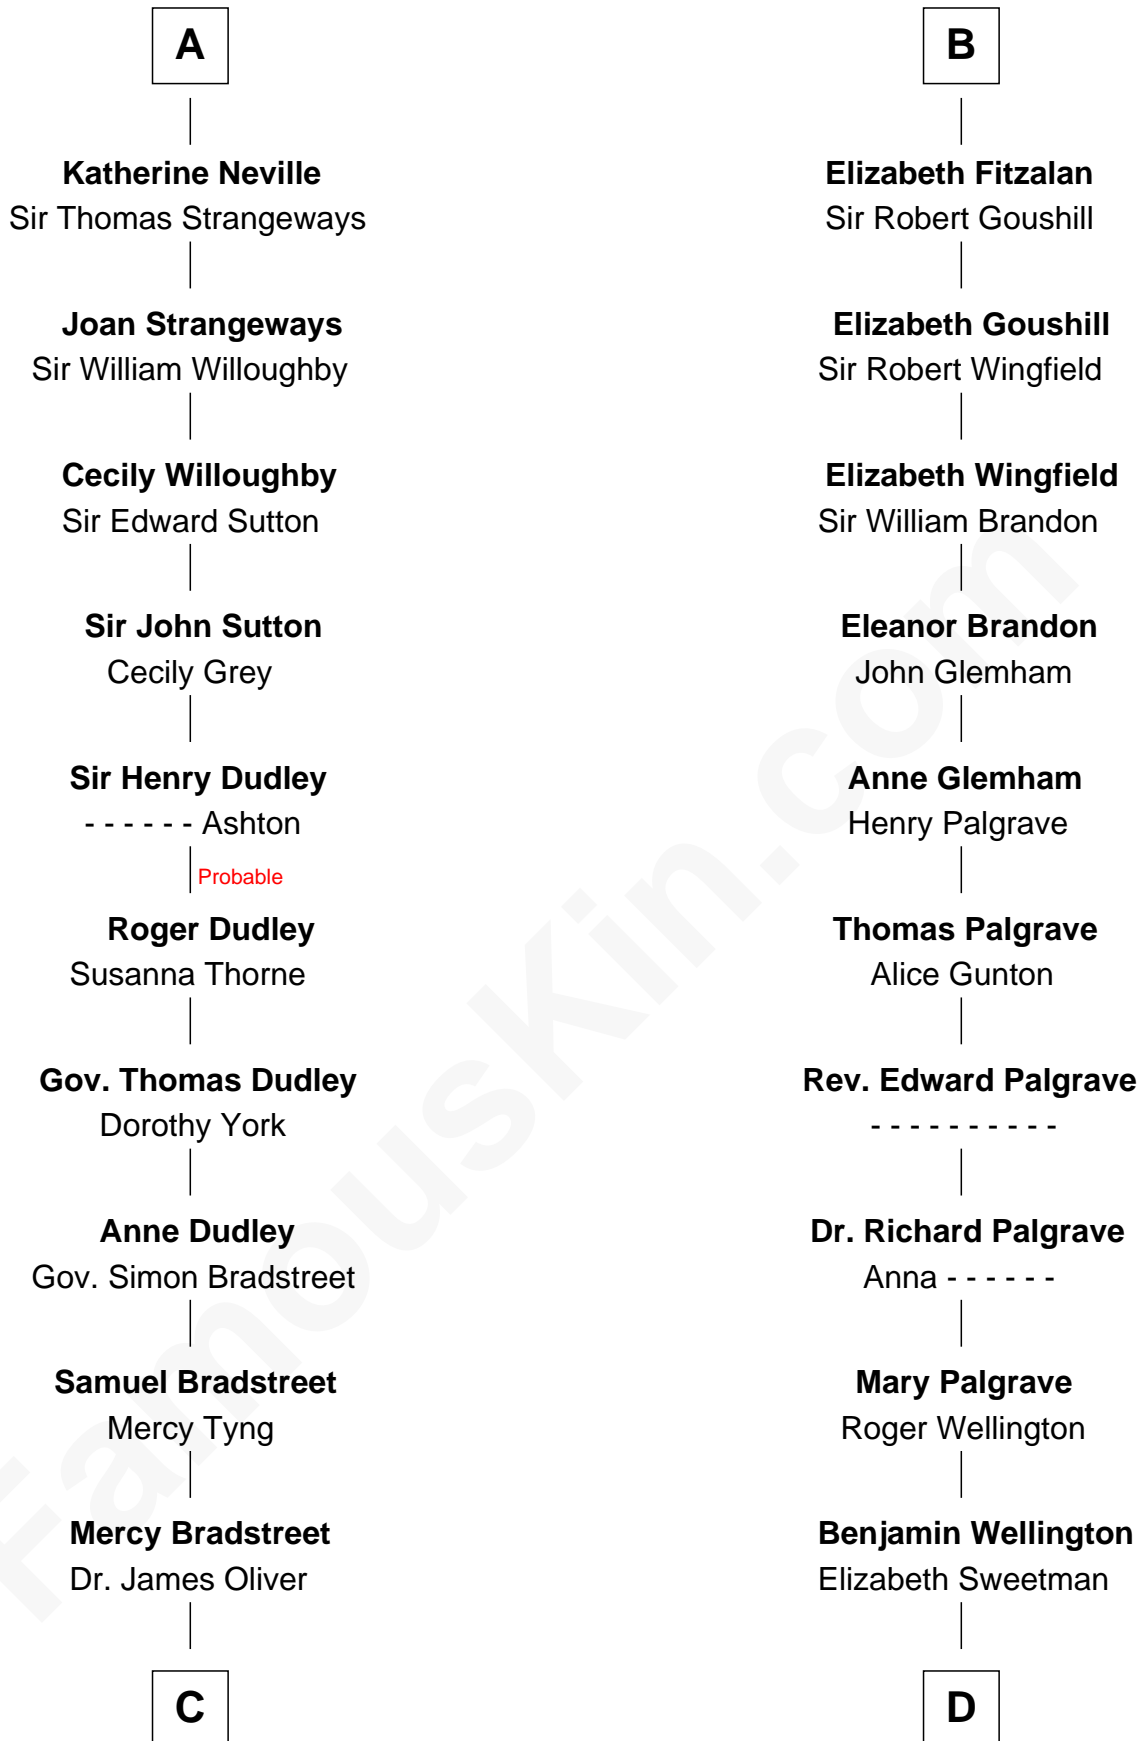 A
Katherine Neville
Sir Thomas Strangeways
Joan Strangeways
Sir William Willoughby
Cecily Willoughby
Sir Edward Sutton
Sir John Sutton
Cecily Grey
Sir Henry Dudley
- - - - - - Ashton
Probable
Roger Dudley
Susanna Thorne
Gov. Thomas Dudley
Dorothy York
Anne Dudley
Gov. Simon Bradstreet
Samuel Bradstreet
Mercy Tyng
Mercy Bradstreet
Dr. James Oliver
C
B
Elizabeth Fitzalan
Sir Robert Goushill
Elizabeth Goushill
Sir Robert Wingfield
Elizabeth Wingfield
Sir William Brandon
Eleanor Brandon
John Glemham
Anne Glemham
Henry Palgrave
Thomas Palgrave
Alice Gunton
Rev. Edward Palgrave
- - - - - - - - - -
Dr. Richard Palgrave
Anna - - - - - -
Mary Palgrave
Roger Wellington
Benjamin Wellington
Elizabeth Sweetman
D
FamousKin.com